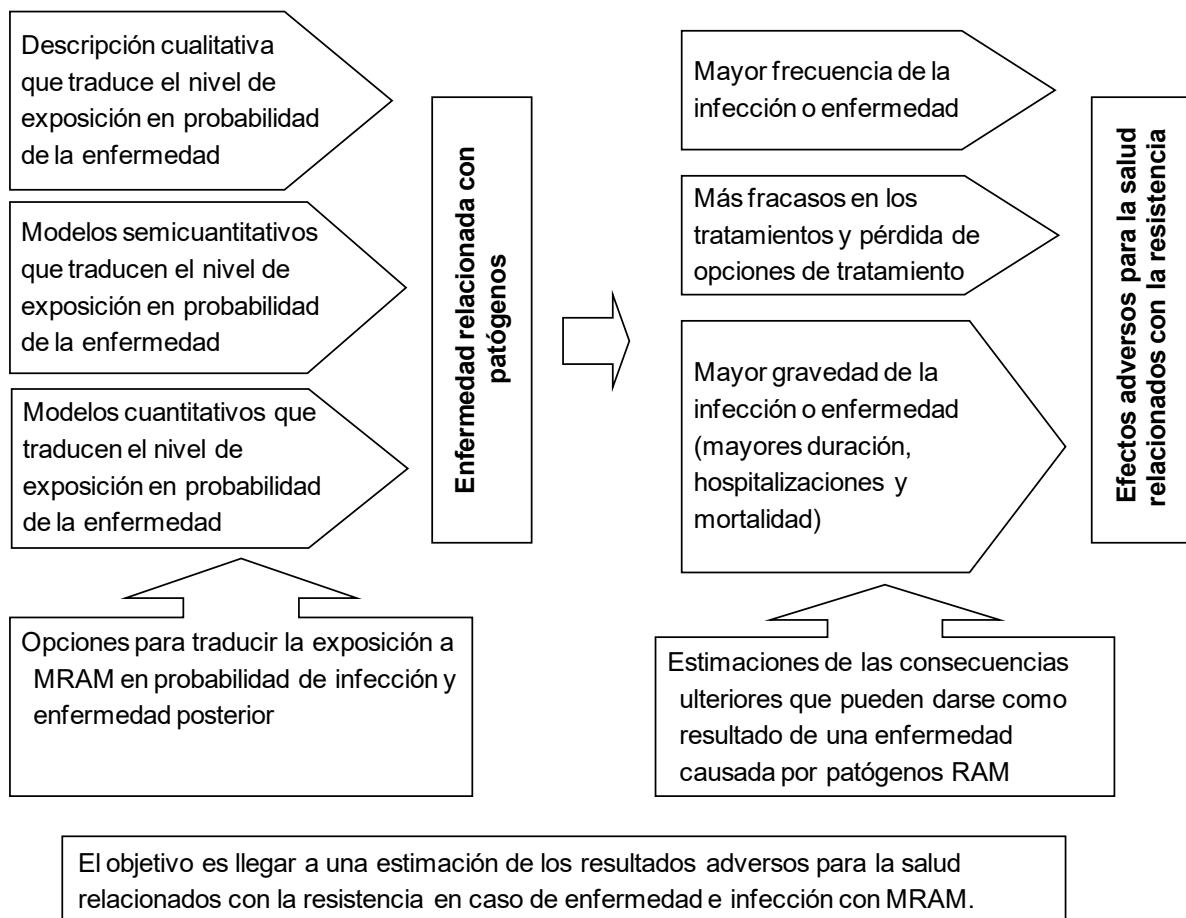 Descripción cualitativa
que traduce el nivel de
exposición en probabilidad
de la enfermedad
Modelos semicuantitativos
que traducen el nivel de
exposición en probabilidad
de la enfermedad
Modelos cuantitativos que
traducen el nivel de
exposición en probabilidad
de la enfermedad
Opciones para traducir la exposición a
MRAM en probabilidad de infección y
enfermedad posterior
Enfermedad relacionada con
patógenos
Mayor frecuencia de la
infección o enfermedad
Más fracasos en los
tratamientos y pérdida de
opciones de tratamiento
Mayor gravedad de la
infección o enfermedad
(mayores duración,
hospitalizaciones y
mortalidad)
Estimaciones de las consecuencias
ulteriores que pueden darse como
resultado de una enfermedad
causada por patógenos RAM
Efectos adversos para la salud
relacionados con la resistencia
El objetivo es llegar a una estimación de los resultados adversos para la salud
relacionados con la resistencia en caso de enfermedad e infección con MRAM.